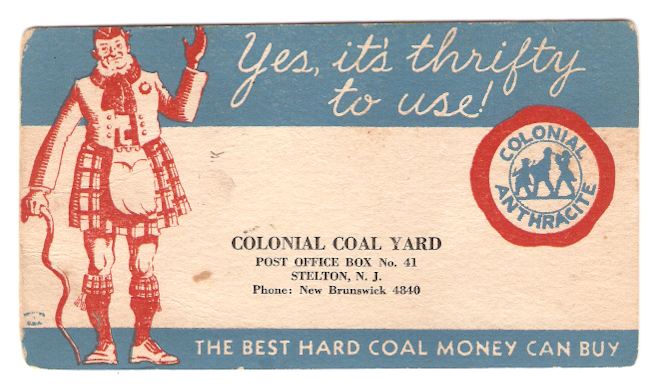 Yes, it's thrifty
to use!
COLONIAL
ANTHRACITE
COLONIAL COAL YARD
POST OFFICE BOX No. 41
STELTON, N. J.
Phone: New Brunswick 4840
THE BEST HARD COAL MONEY CAN BUY